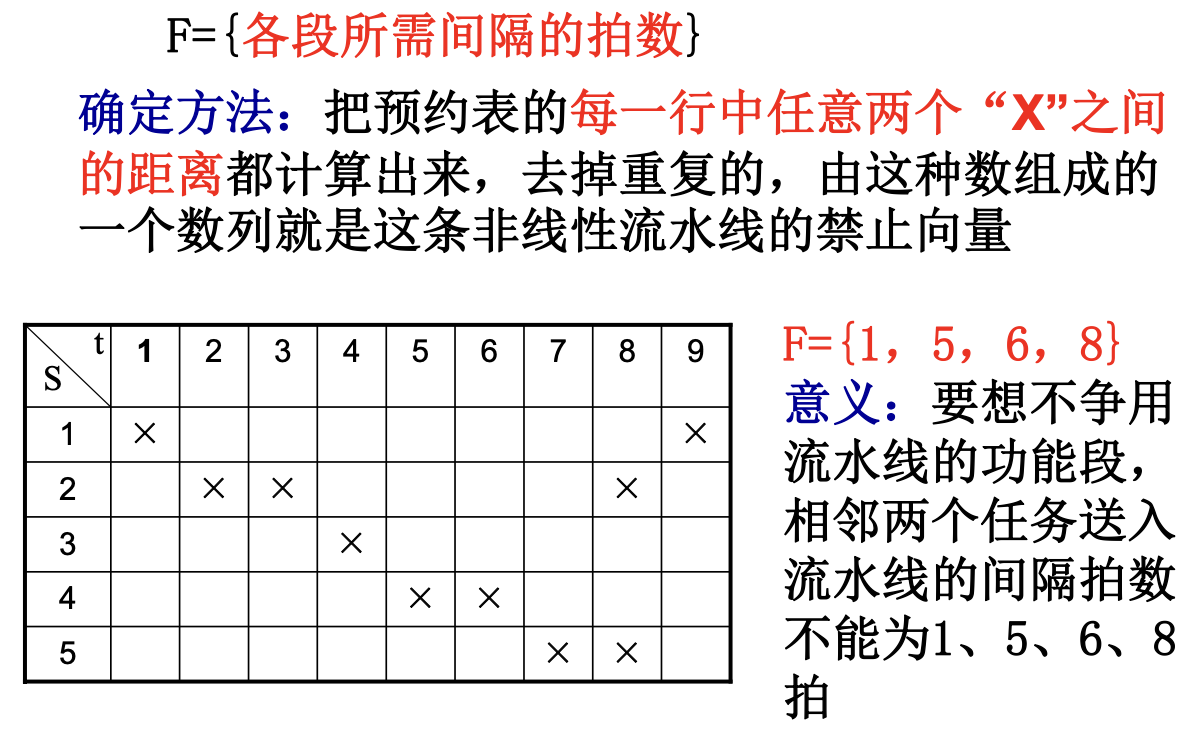 F={各段所需间隔的拍数}
确定方法：把预约表的每一行中任意两个“X”之间
的距离都计算出来，去掉重复的，由这种数组成的
一个数列就是这条非线性流水线的禁止向量
t 1 2 3 4 5 6 7 8 9
S
1 × ×
2 × × ×
3 ×
4 × ×
5 × ×
F={1，5，6，8}
意义：要想不争用
流水线的功能段，
相邻两个任务送入
流水线的间隔拍数
不能为1、5、6、8
拍